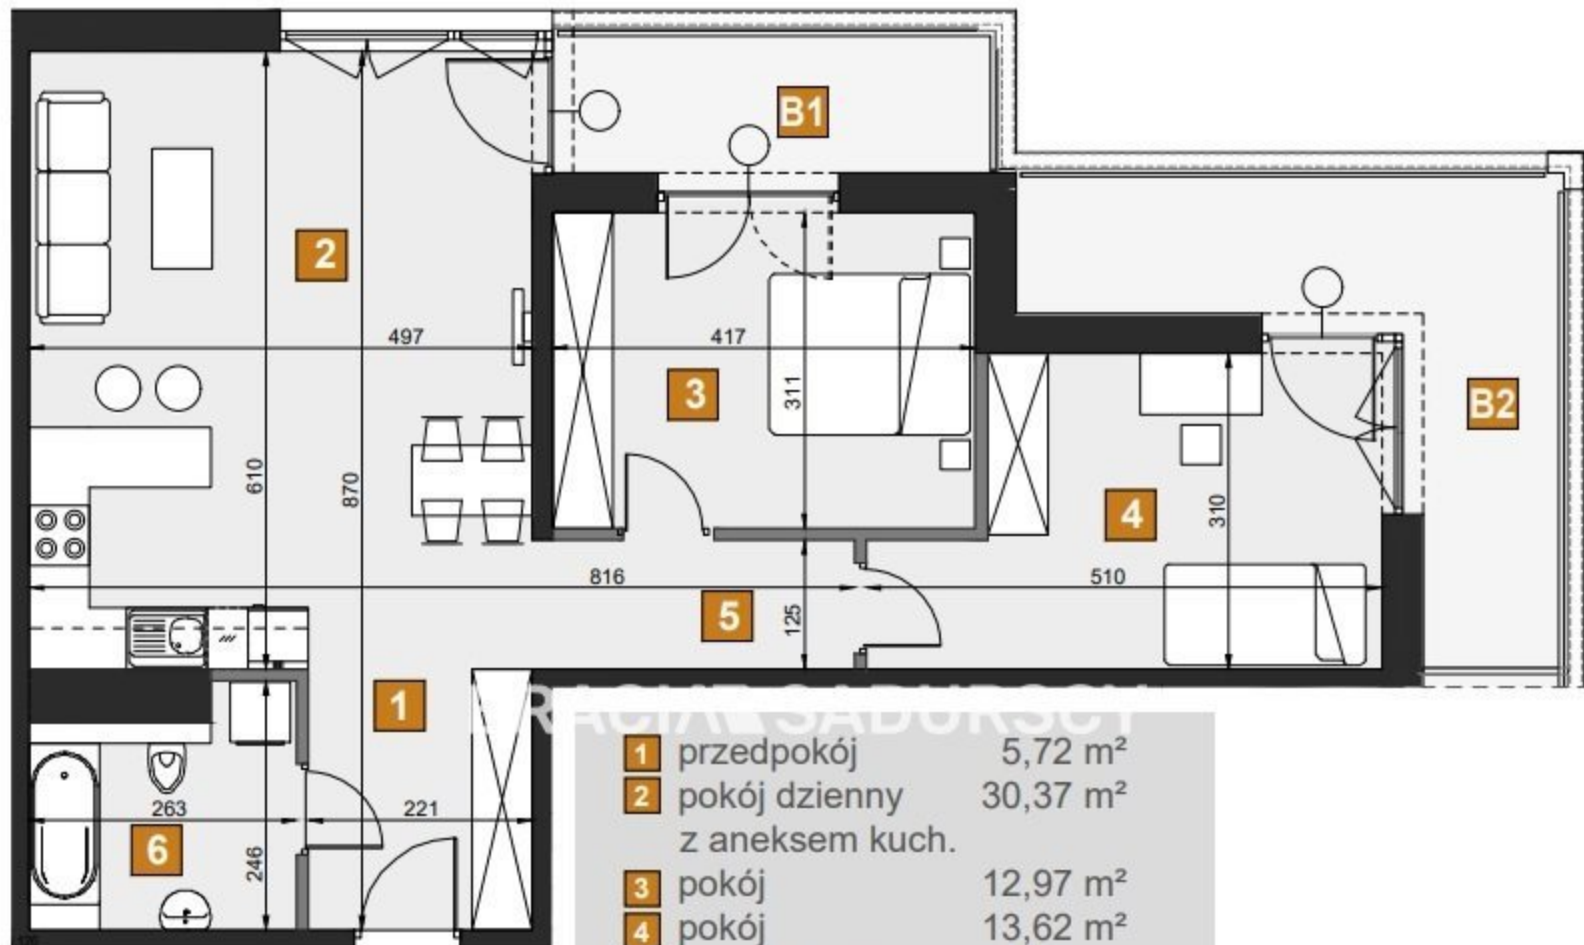 B1
2
497
417
3
311
B2
610
870
4
310
816
510
5
125
1
BRACIA SADURSCY
263
221
6
246
1 przedpokój 5,72 m²
2 pokój dzienny 30,37 m²
z aneksem kuch.
3 pokój 12,97 m²
4 pokój 13,62 m²